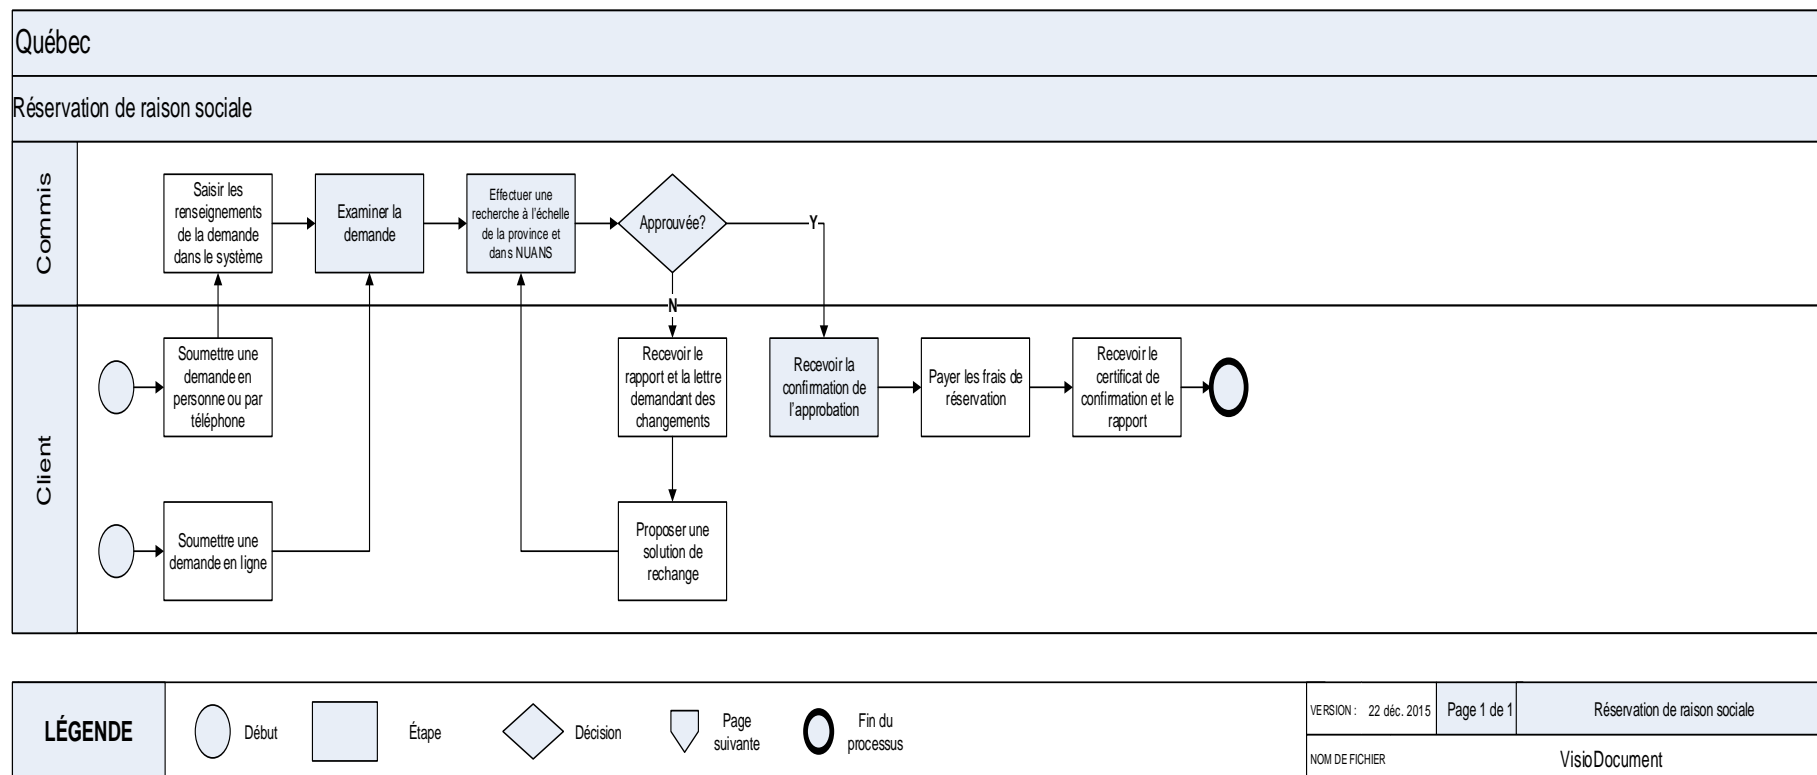 Québec
Réservation de raison sociale
Commis
Saisir les
renseignements
de la demande
dans le système
Examiner la
demande
Effectuer une
recherche à l'échelle
de la province et
dans NUANS
Approuvée?
Y
N
Client
Soumettre une
demande en
personne ou par
téléphone
Recevoir le
rapport et la lettre
demandant des
changements
Recevoir la
confirmation de
l'approbation
Payer les frais de
réservation
Recevoir le
certificat de
confirmation et le
rapport
Soumettre une
demande en ligne
Proposer une
solution de
rechange
LÉGENDE
Début
Étape
Décision
Page
suivante
Fin du
processus
VERSION : 22 déc. 2015
Page 1 de 1
Réservation de raison sociale
NOM DE FICHIER
VisioDocument